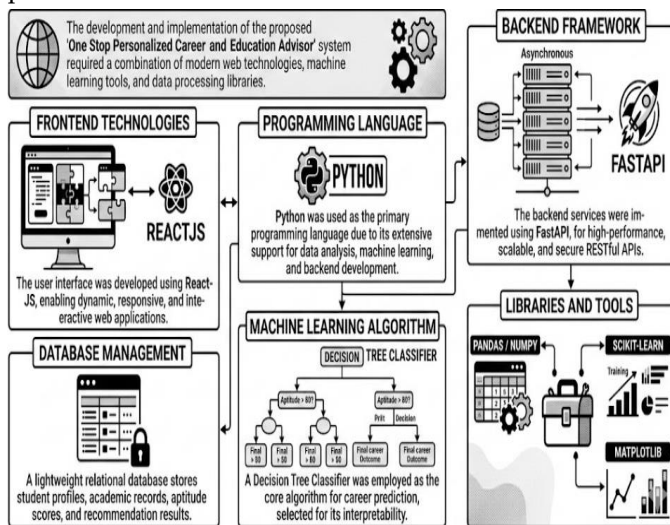 The development and implementation of the proposed
'One Stop Personalized Career and Education Advisor' system
required a combination of modern web technologies, machine
learning tools, and data processing libraries.
BACKEND FRAMEWORK
Asynchronous
FASTAPI
The backend services were im-
mented using FastAPI, for high-performance,
scalable, and secure RESTful APIs.
FRONTEND TECHNOLOGIES
REACTJS
The user interface was developed using React-
JS, enabling dynamic, responsive, and inte-
eractive web applications.
PROGRAMMING LANGUAGE
PYTHON
Python was used as the primary
programming language due to its extensive
support for data analysis, machine learning,
and backend development.
DATABASE MANAGEMENT
A lightweight relational database stores
student profiles, academic records, aptitude
scores, and recommendation results.
MACHINE LEARNING ALGORITHM
DECISION TREE CLASSIFIER
Aptitude > 80? Aptitude > 80?
Decision
Final Final Final Final Final career Final career
Outcome Outcome
A Decision Tree Classifier was employed as the
core algorithm for career prediction,
selected for its interpretability.
LIBRARIES AND TOOLS
PANDAS / NUMPY
SCIKIT-LEARN
Training
MATPLOTLIB